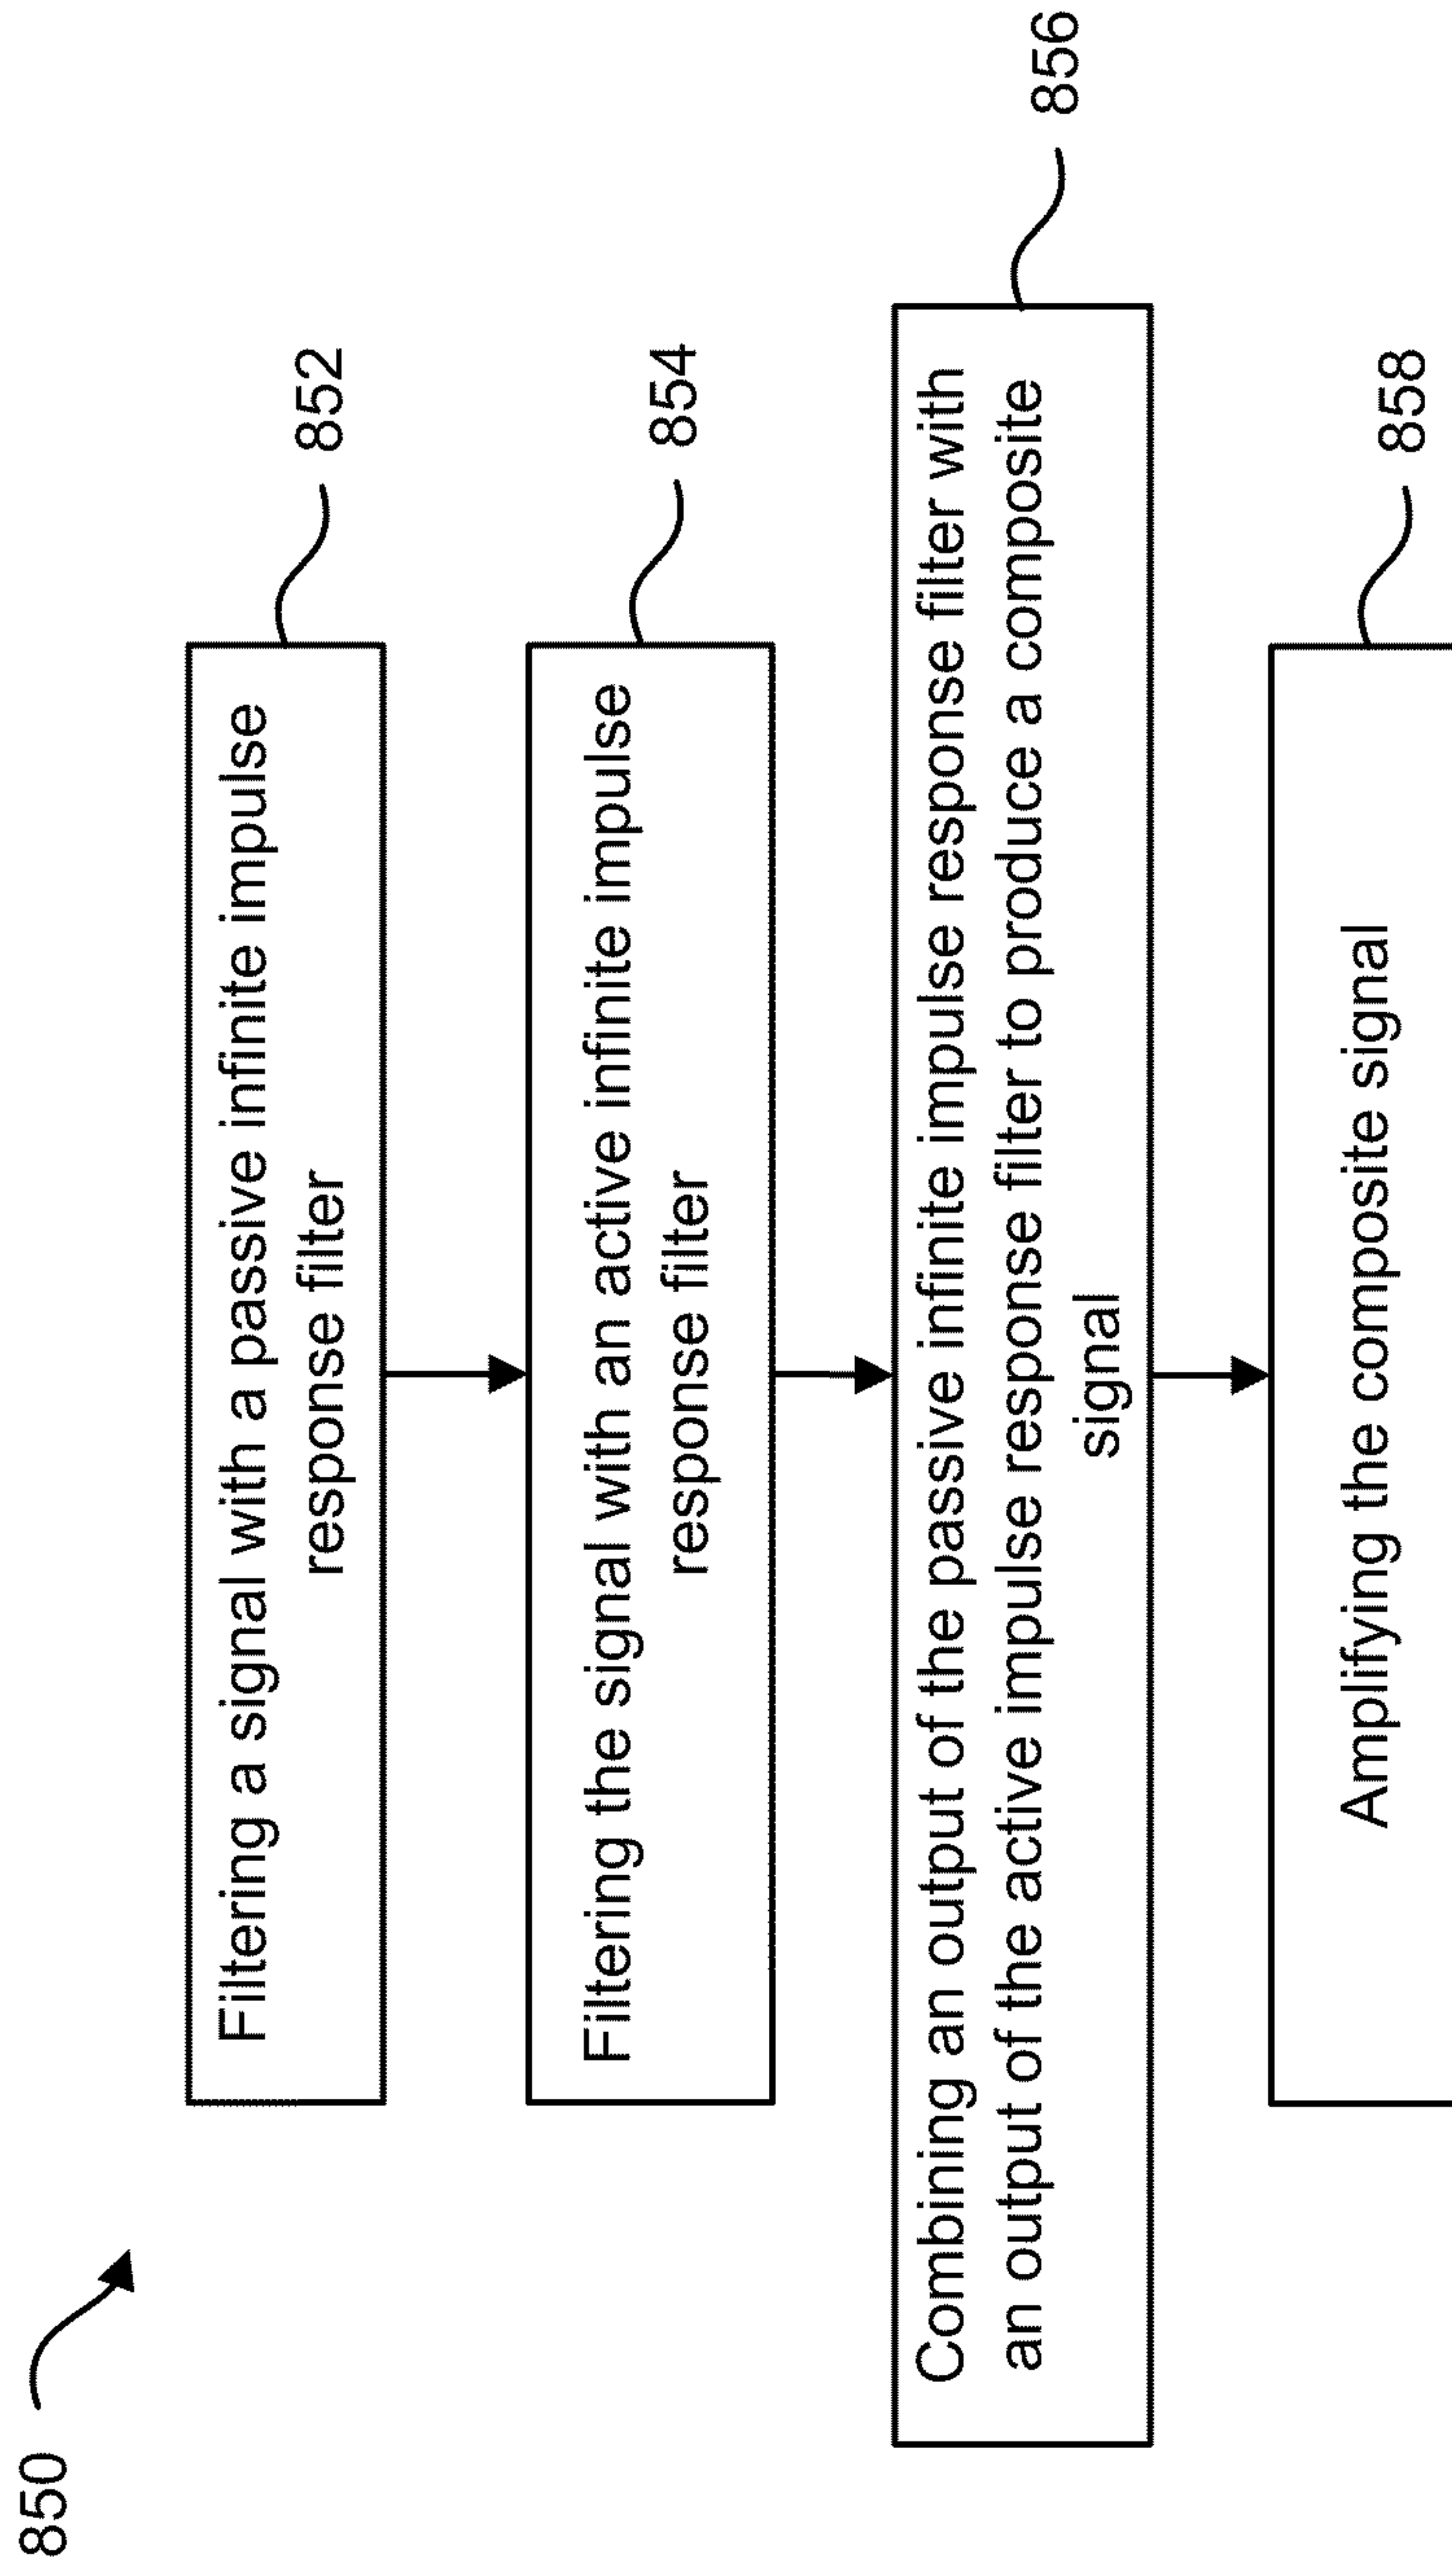 850
Filtering a signal with a passive infinite impulse
response filter
852
Filtering the signal with an active infinite impulse
response filter
854
Combining an output of the passive infinite impulse response filter with
an output of the active impulse response filter to produce a composite
signal
856
Amplifying the composite signal
858